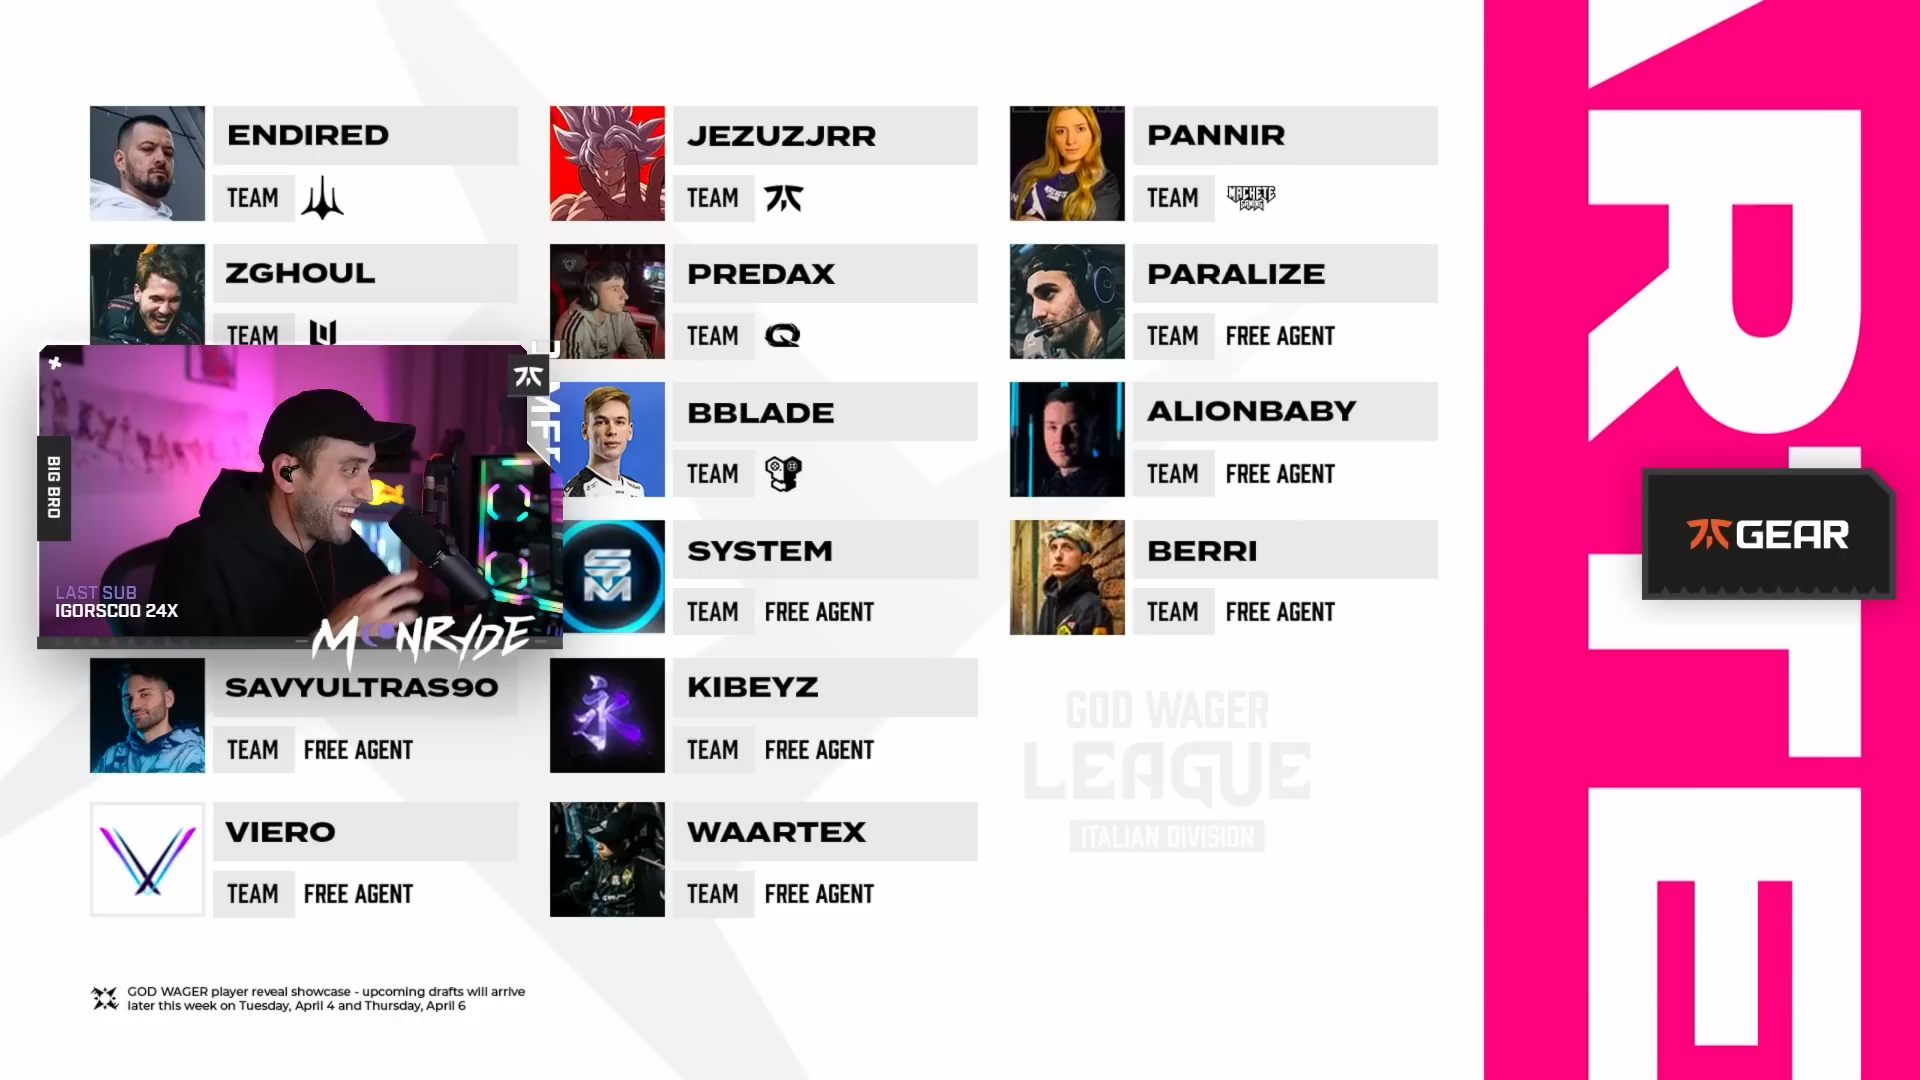 ENDIRED
TEAM
ZGHOUL
TEAM
BIG BRO
LAST SUB
IGORSCOO 24X
MOONRYDE
SAVYULTRAS90
TEAM FREE AGENT
VIERO
TEAM FREE AGENT
JEZUZJRR
TEAM
PREDAX
TEAM
BBLADE
TEAM
SYSTEM
TEAM FREE AGENT
KIBEYZ
TEAM FREE AGENT
WAARTEX
TEAM FREE AGENT
PANNIR
TEAM MACHETE
GAMING
PARALIZE
TEAM FREE AGENT
ALIONBABY
TEAM FREE AGENT
BERRI
TEAM FREE AGENT
GOD WAGER
LEAGUE
ITALIAN DIVISION
GEAR
GOD WAGER player reveal showcase - upcoming drafts will arrive
later this week on Tuesday, April 4 and Thursday, April 6